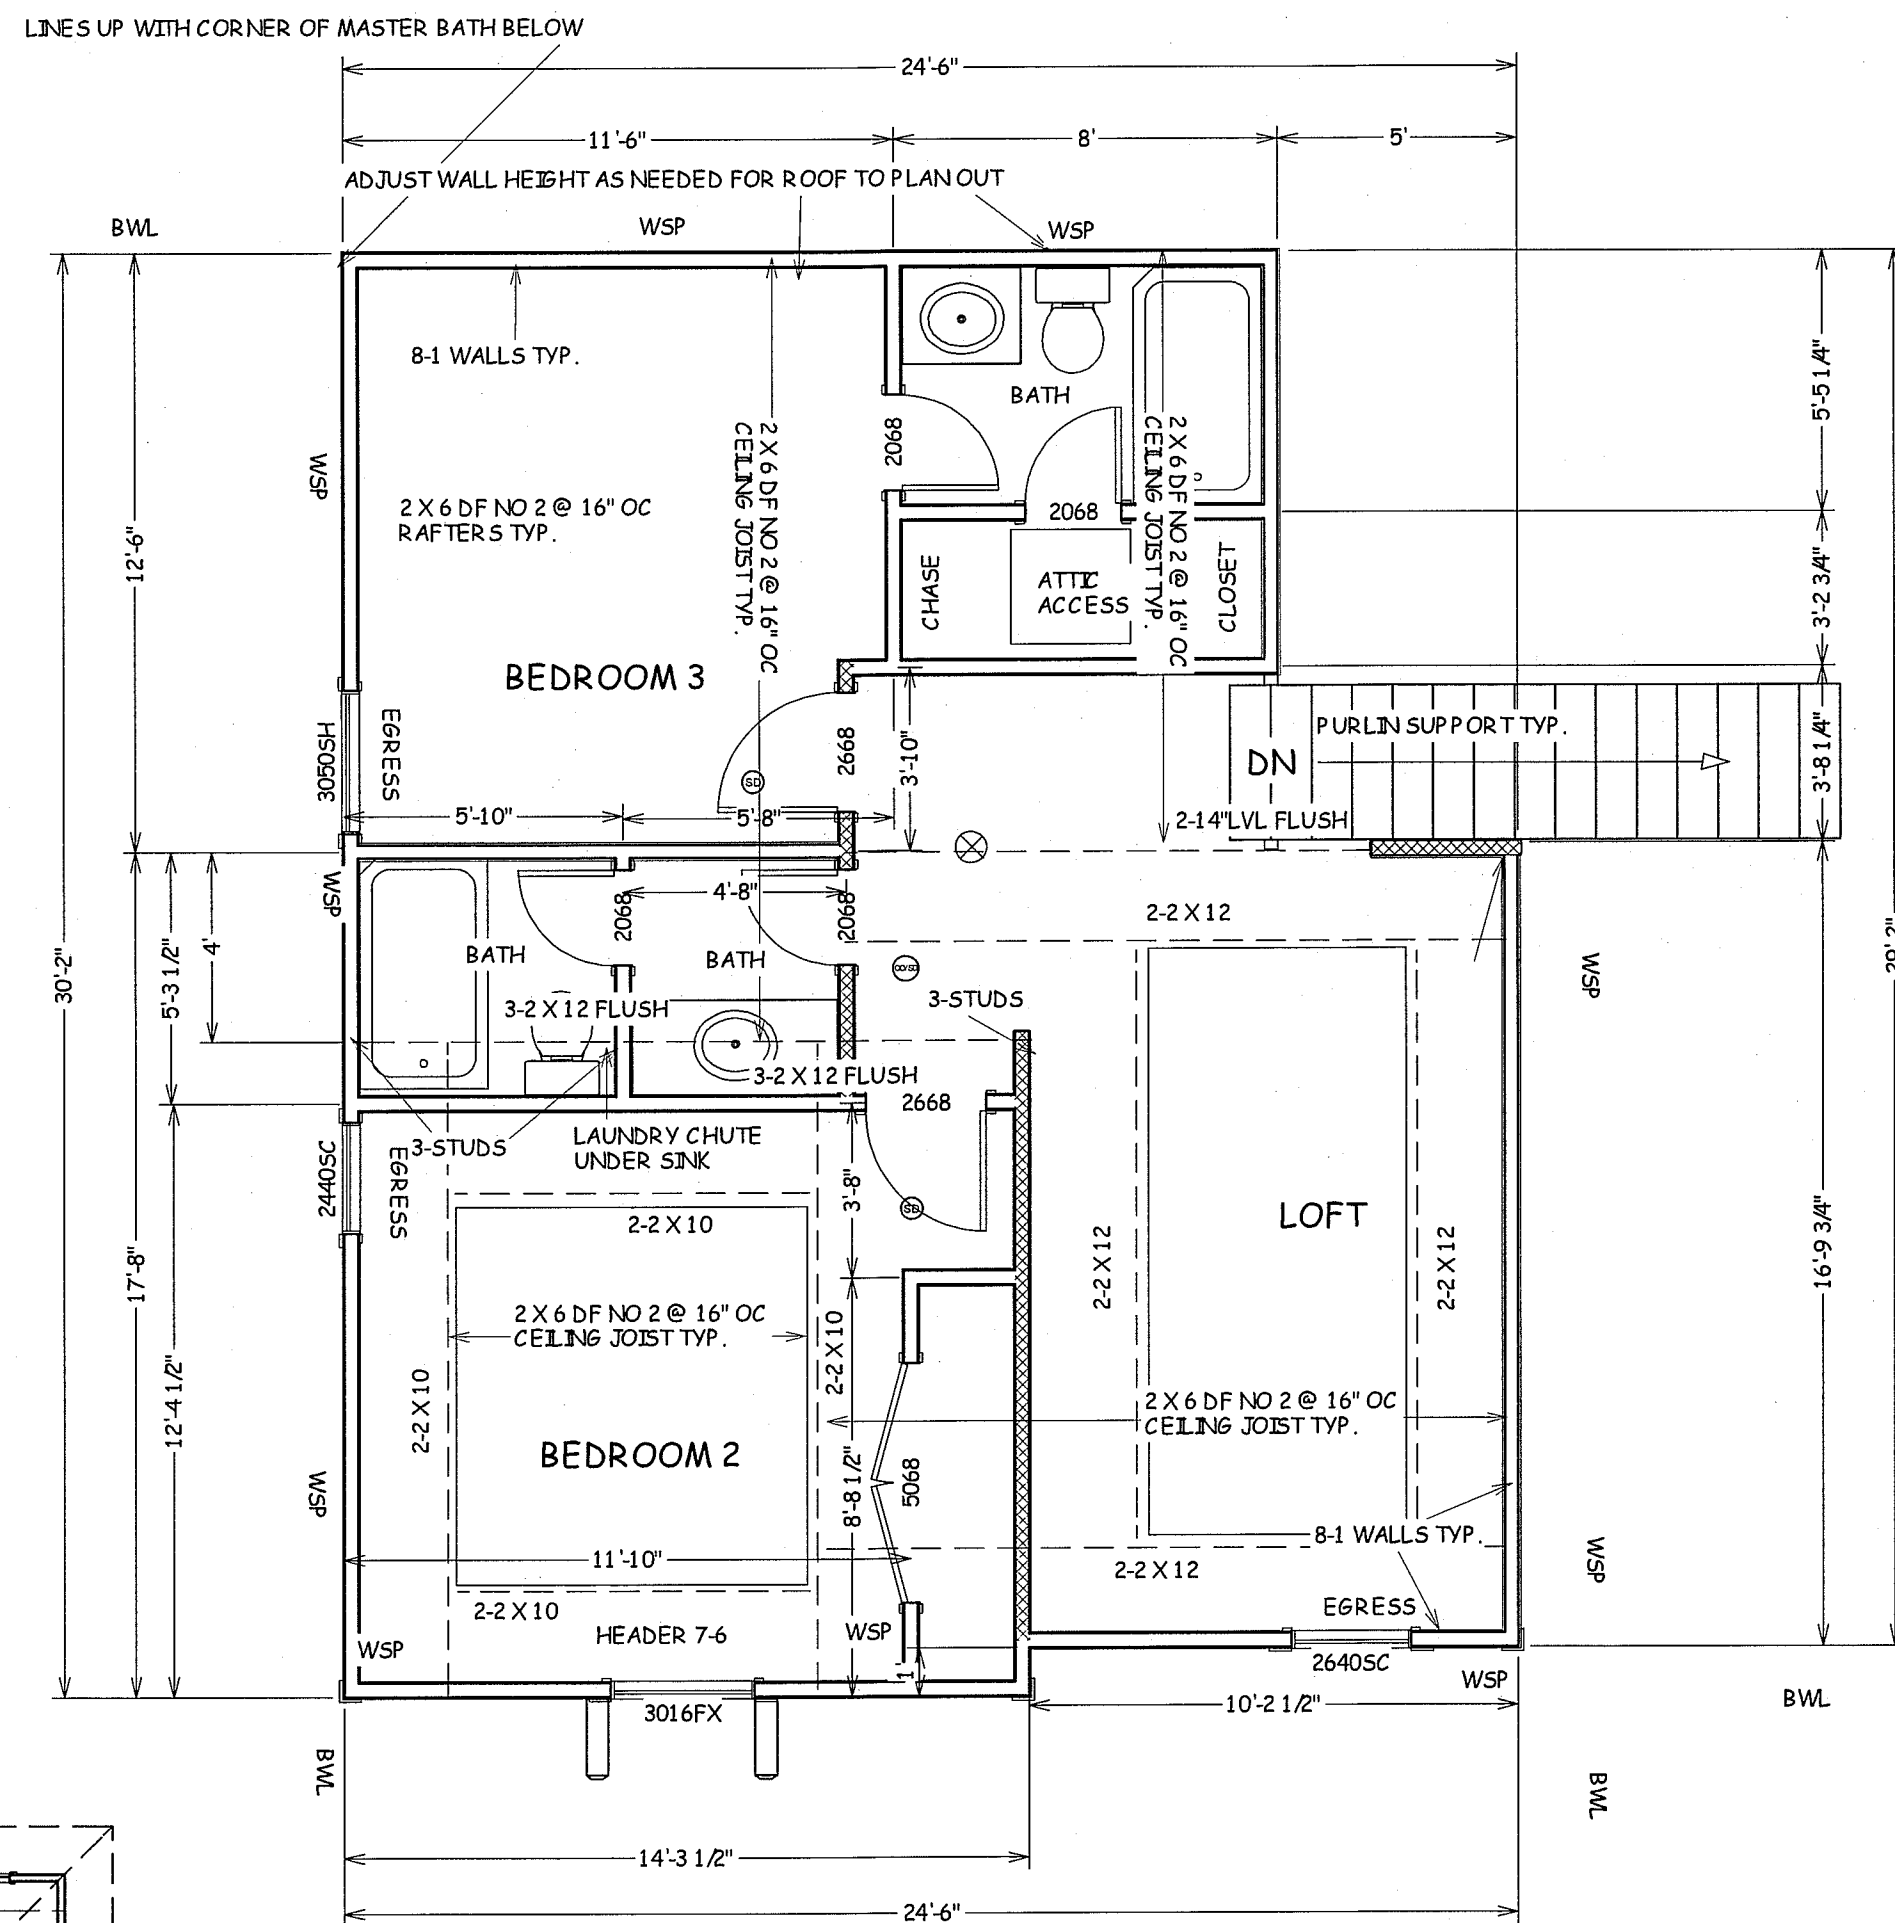 LINES UP WITH CORNER OF MASTER BATH BELOW
24'-6"
11'-6"
8'
5'
ADJUST WALL HEIGHT AS NEEDED FOR ROOF TO PLAN OUT
BWL
WSP
WSP
8-1 WALLS TYP.
BATH
2068
2 X 6 DF NO 2 @ 16" OC
CEILING JOIST TYP.
2 X 6 DF NO 2 @ 16" OC
CEILING JOIST TYP.
5'-5 1/4"
WSP
2 X 6 DF NO 2 @ 16" OC
RAFTERS TYP.
2068
12'-6"
CHASE
ATTIC
ACCESS
CLOSET
3'-2 3/4"
BEDROOM 3
3050SH
EGRESS
2668
3'-10"
PURLIN SUPPORT TYP.
DN
3'-8 1/4"
SD
5'-10"
5'-8"
2-14"LVL FLUSH
WSP
4'-8"
2068
2068
2-2 X 12
30'-2"
5'-3 1/2"
4'
BATH
BATH
CO/SD
WSP
3-STUDS
3-2 X 12 FLUSH
3-2 X 12 FLUSH
2668
3-STUDS
LAUNDRY CHUTE
UNDER SINK
2440SC
EGRESS
3'-8"
SD
2-2 X 10
LOFT
17'-8"
2-2 X 12
2-2 X 12
16'-9 3/4"
2 X 6 DF NO 2 @ 16" OC
CEILING JOIST TYP.
2-2 X 10
12'-4 1/2"
2-2 X 10
2 X 6 DF NO 2 @ 16" OC
CEILING JOIST TYP.
BEDROOM 2
WSP
8'-8 1/2"
5068
8-1 WALLS TYP.
11'-10"
WSP
2-2 X 12
2-2 X 10
EGRESS
HEADER 7-6
WSP
WSP
1
2640SC
WSP
3016FX
10'-2 1/2"
BWL
BWL
BWL
14'-3 1/2"
24'-6"